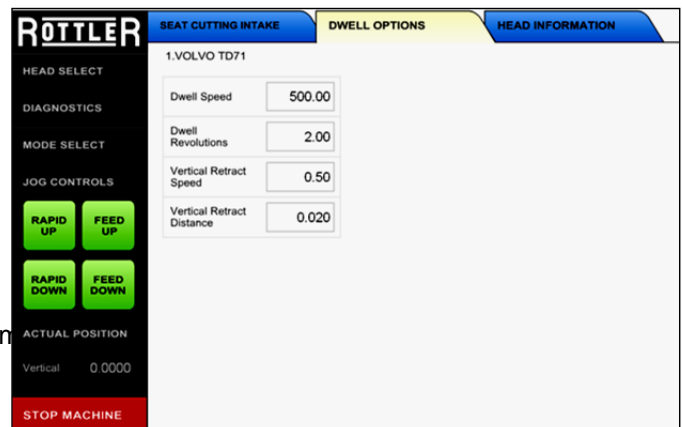 ROTTLER
HEAD SELECT
DIAGNOSTICS
MODE SELECT
JOG CONTROLS
RAPID
UP
FEED
UP
RAPID
DOWN
FEED
DOWN
ACTUAL POSITION
Vertical 0.0000
STOP MACHINE
SEAT CUTTING INTAKE
DWELL OPTIONS
HEAD INFORMATION
1.VOLVO TD71
Dwell Speed 500.00
Dwell
Revolutions 2.00
Vertical Retract
Speed 0.50
Vertical Retract
Distance 0.020